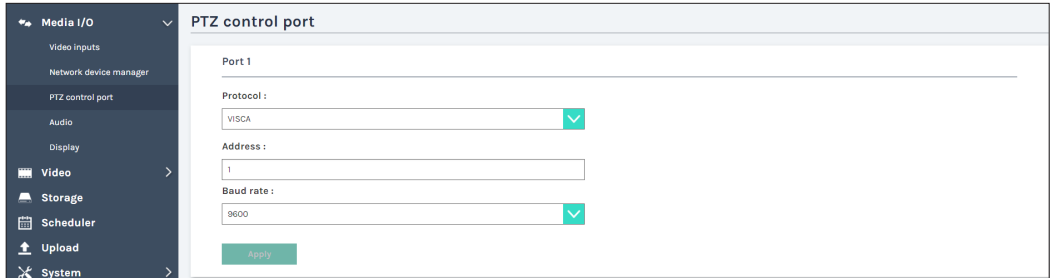 Media I/O
Video inputs
Network device manager
PTZ control port
Audio
Display
Video
Storage
Scheduler
Upload
System
PTZ control port
Port 1
Protocol :
VISCA
Address :
1
Baud rate :
9600
Apply